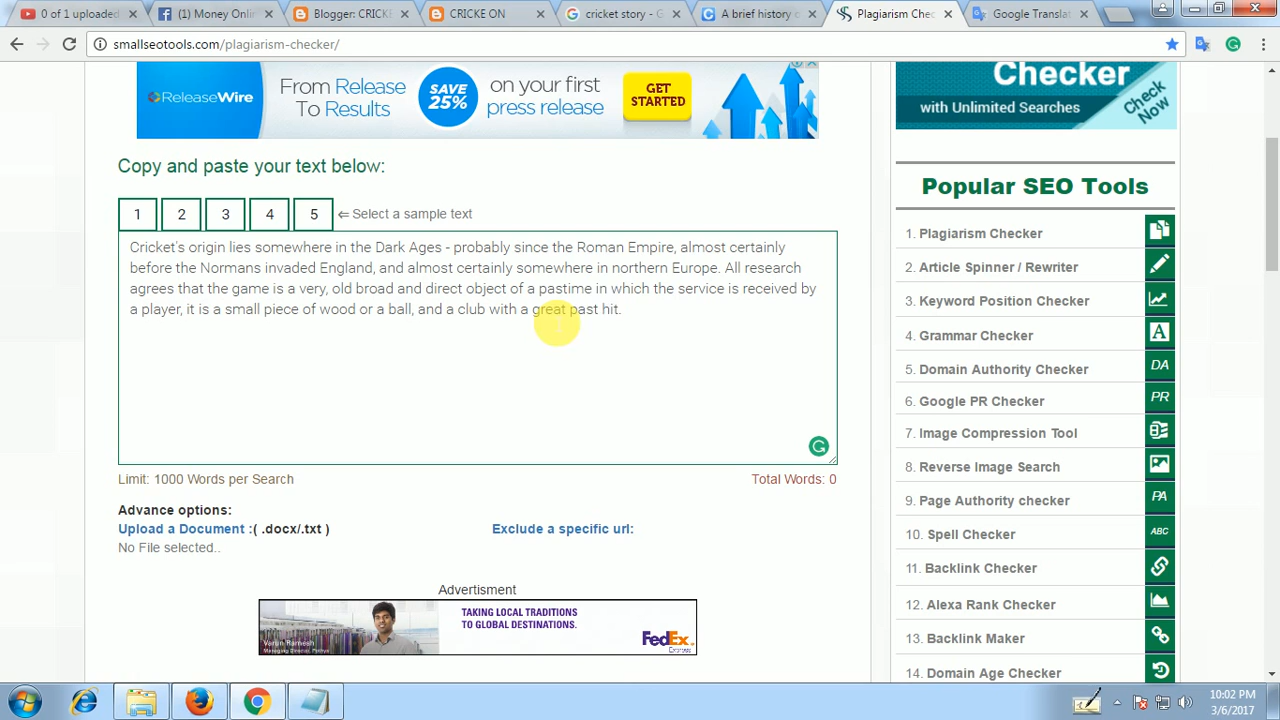 0 of 1 uploaded
(1) Money Onlin
Blogger: CRICKE
CRICKE ON
cricket story - G
A brief history c
Plagiarism Chec
Google Translat
smallseotools.com/plagiarism-checker/
ReleaseWire
From Release
To Results
SAVE
25%
on your first
press release
GET
STARTED
Checker
with Unlimited Searches
Check
Now
Copy and paste your text below:
1 2 3 4 5 ⇐ Select a sample text
Cricket's origin lies somewhere in the Dark Ages - probably since the Roman Empire, almost certainly
before the Normans invaded England, and almost certainly somewhere in northern Europe. All research
agrees that the game is a very, old broad and direct object of a pastime in which the service is received by
a player, it is a small piece of wood or a ball, and a club with a great past hit.
Limit: 1000 Words per Search
Total Words: 0
Advance options:
Upload a Document :( .docx/.txt )
Exclude a specific url:
No File selected..
Advertisment
TAKING LOCAL TRADITIONS
TO GLOBAL DESTINATIONS.
Varun Ramesh
FedEx
Express
Popular SEO Tools
1. Plagiarism Checker
2. Article Spinner / Rewriter
3. Keyword Position Checker
4. Grammar Checker
A
5. Domain Authority Checker
DA
6. Google PR Checker
PR
7. Image Compression Tool
8. Reverse Image Search
9. Page Authority checker
PA
10. Spell Checker
ABC
11. Backlink Checker
12. Alexa Rank Checker
13. Backlink Maker
14. Domain Age Checker
10:02 PM
3/6/2017